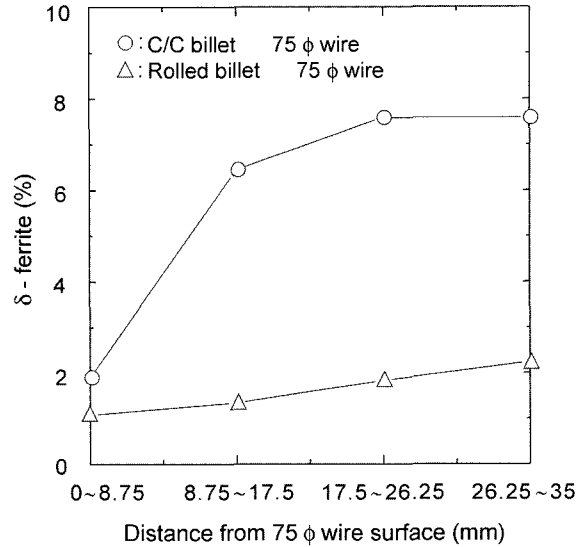 10
8
6
4
2
0
δ - ferrite (%)
○ : C/C billet 75 ϕ wire
△ : Rolled billet 75 ϕ wire
0~8.75 8.75~17.5 17.5~26.25 26.25~35
Distance from 75 ϕ wire surface (mm)